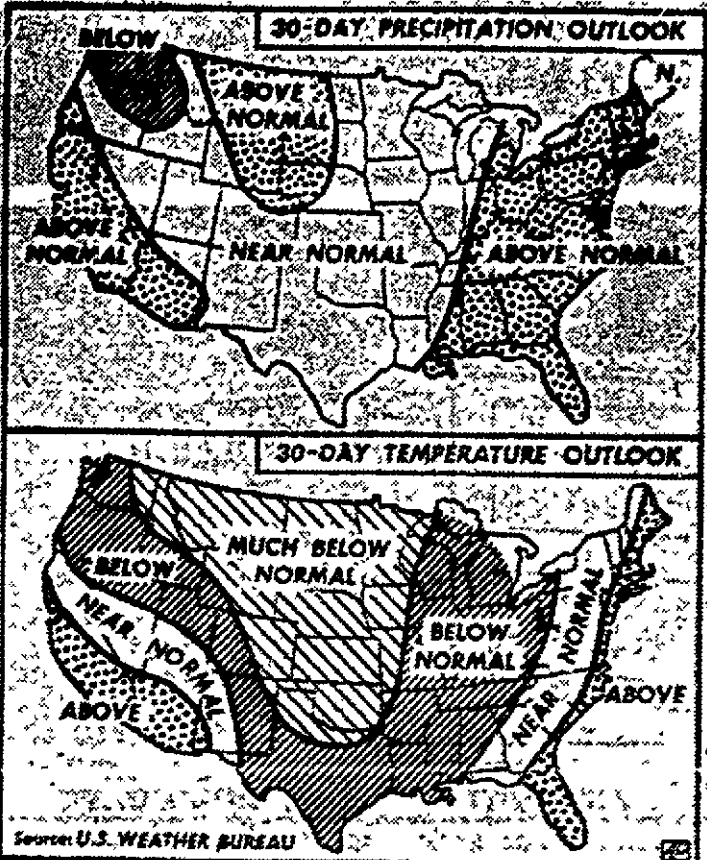 30-DAY PRECIPITATION OUTLOOK
BELOW
N.
ABOVE
NORMAL
ABOVE
NORMAL
NEAR NORMAL
ABOVE NORMAL
30-DAY TEMPERATURE OUTLOOK
MUCH BELOW
NORMAL
BELOW
NEAR NORMAL
BELOW
NORMAL
NEAR NORMAL
ABOVE
ABOVE
Source: U.S. WEATHER BUREAU